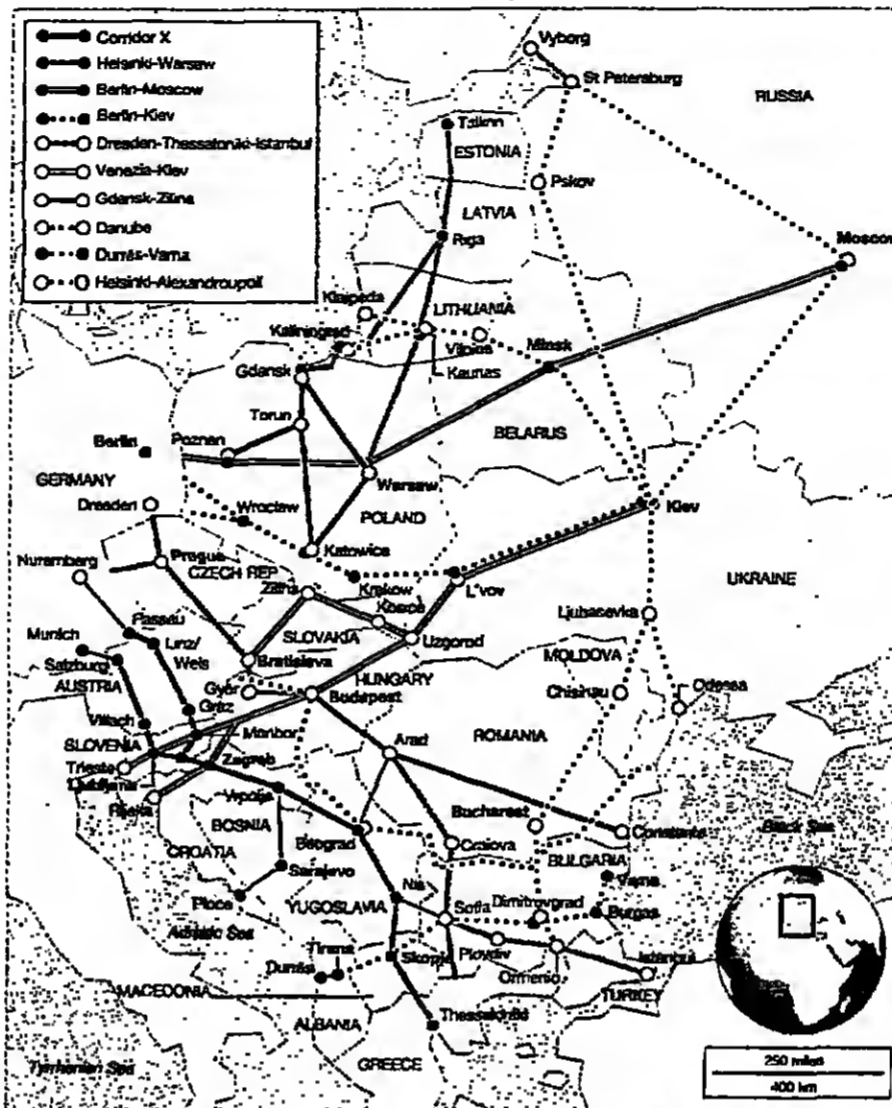 Corridor X
Helsinki-Warsaw
Berlin-Moscow
Berlin-Kiev
Dresden-Thessaloniki-Istanbul
Venezia-Kiev
Gdansk-Zilina
Danube
Durrës-Varna
Helsinki-Alexandroupoli
Vyborg
St Petersburg
RUSSIA
ESTONIA
Pskov
LATVIA
Riga
Moscow
Klaipeda
LITHUANIA
Kaliningrad
Vilnius
Minsk
Gdansk
Kaunas
Torun
Berlin
Poznan
BELARUS
GERMANY
Warsaw
Dresden
Wroclaw
POLAND
Kiev
Katowice
Prague
Nuremberg
CZECH REP
Krakow
L'vov
UKRAINE
Zilina
Kosice
Ljubasevka
Passau
SLOVAKIA
Uzgorod
Munich
Linz/
Wels
Salzburg
Bratislava
MOLDOVA
HUNGARY
AUSTRIA
Győr
Budapest
Chisinau
Odessa
Graz
Villach
Maribor
SLOVENIA
Arad
ROMANIA
Trieste
Zagreb
Ljubljana
Vrpolje
Rijeka
Bucharest
BOSNIA
Constanta
Black Sea
Beograd
Craiova
CROATIA
BULGARIA
Sarajevo
Varna
Nis
Dimitrovgrad
Ploce
YUGOSLAVIA
Sofia
Burgas
Adriatic Sea
Tirana
Plovdiv
Skopje
Istanbul
Durrës
Ormenio
MACEDONIA
TURKEY
Thessaloniki
ALBANIA
GREECE
Tyrrhenian Sea
250 miles
400 km